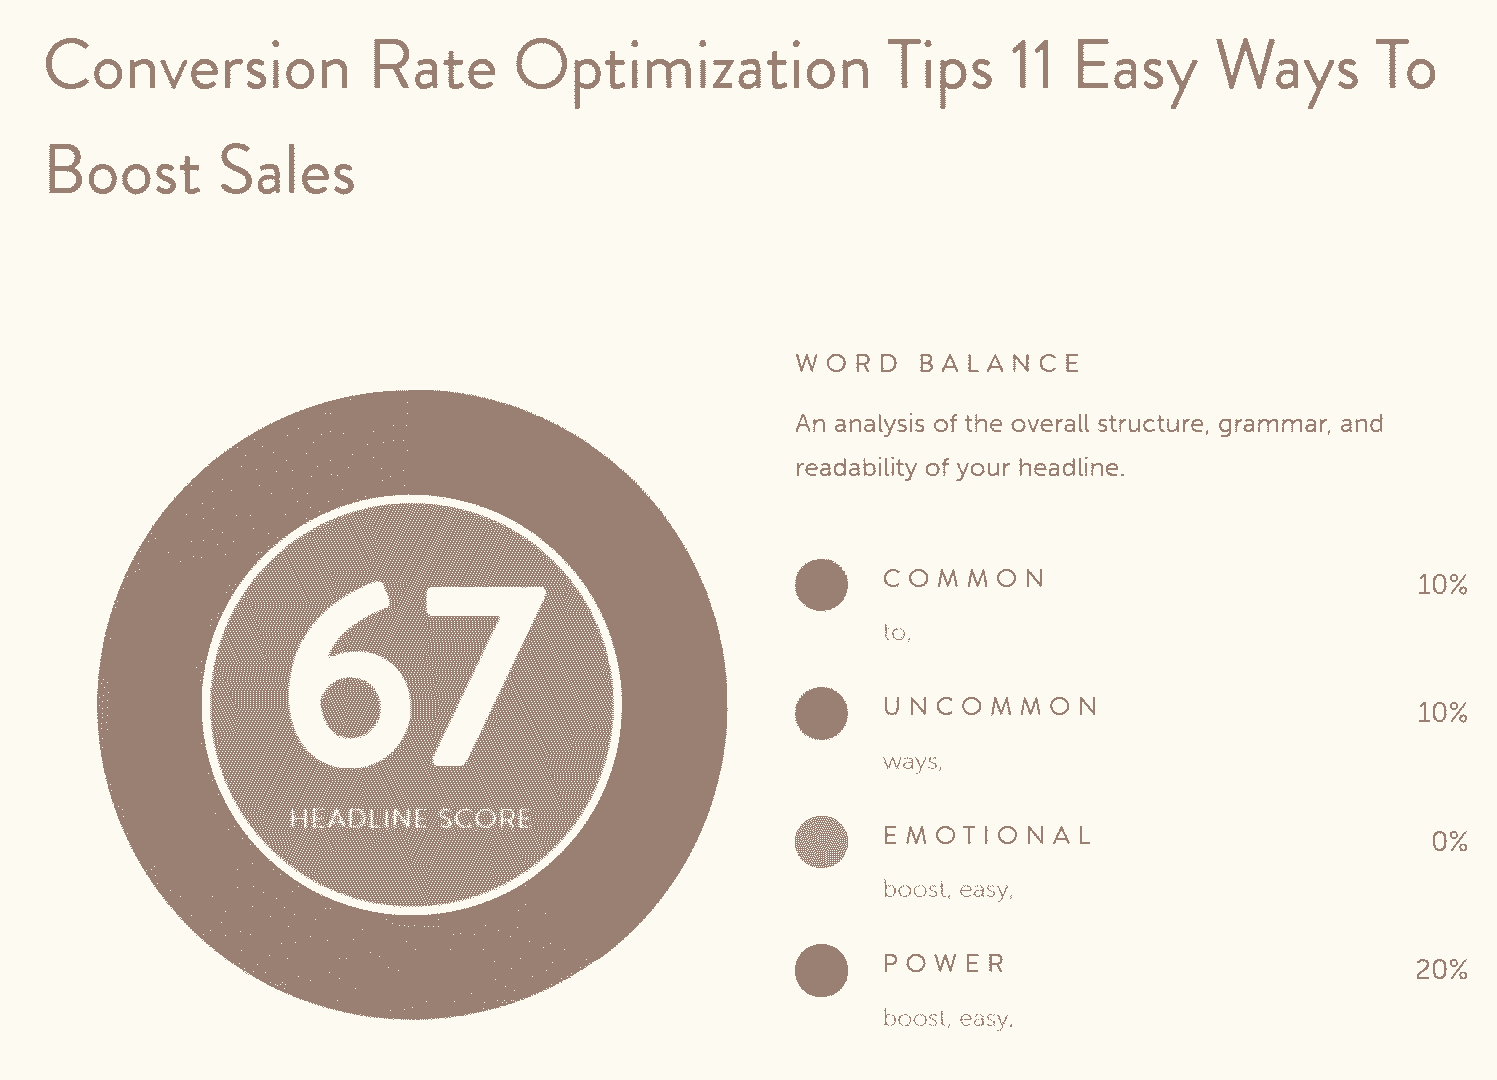 Conversion Rate Optimization Tips 11 Easy Ways To
Boost Sales
67
HEADLINE SCORE
WORD BALANCE
An analysis of the overall structure, grammar, and
readability of your headline.
COMMON 10%
to,
UNCOMMON 10%
ways,
EMOTIONAL 0%
boost, easy,
POWER 20%
boost, easy,